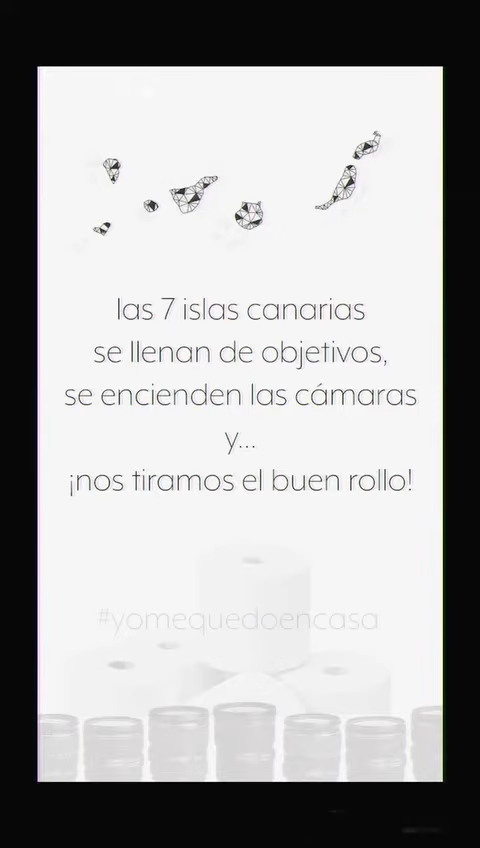 las 7 islas canarias
se llenan de objetivos,
se encienden las cámaras
y...
¡nos tiramos el buen rollo!
#yomequedoencasa